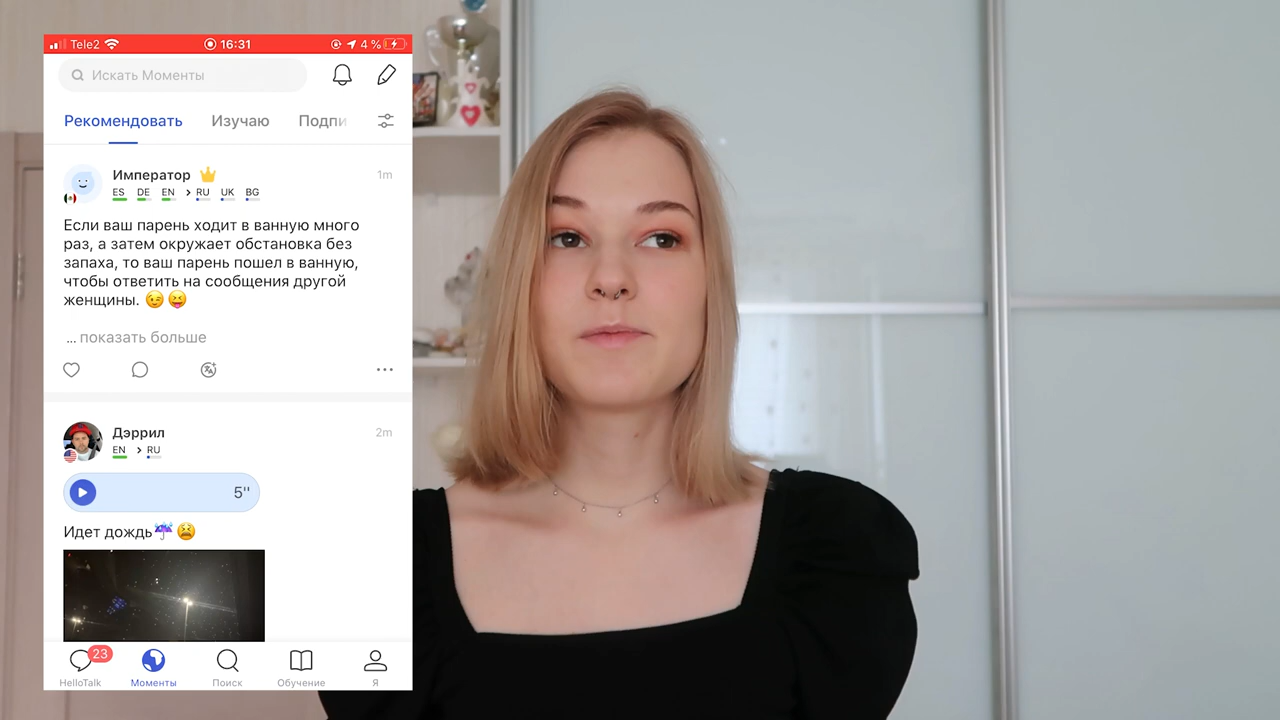 Tele2
16:31
4 %
Искать Моменты
Рекомендовать
Изучаю
Подпи
Император
1m
ES DE EN > RU UK BG
Если ваш парень ходит в ванную много
раз, а затем окружает обстановка без
запаха, то ваш парень пошел в ванную,
чтобы ответить на сообщения другой
женщины.
... показать больше
Дэррил
2m
EN > RU
5''
Идет дождь
23
HelloTalk
Моменты
Поиск
Обучение
Я